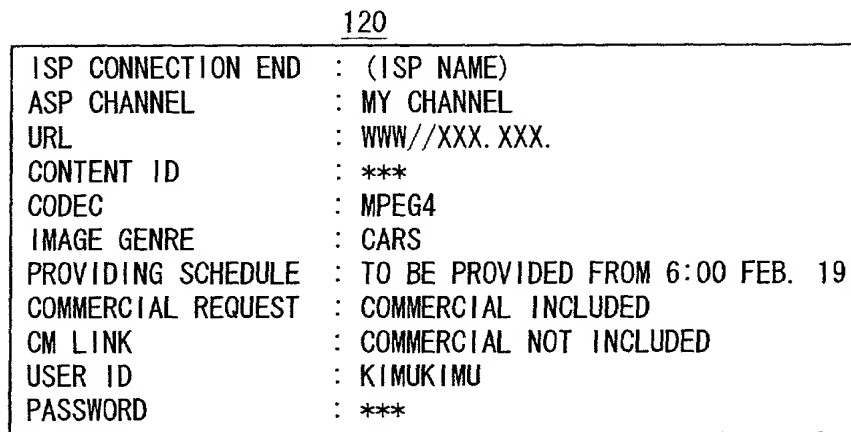 120
ISP CONNECTION END : (ISP NAME)
ASP CHANNEL : MY CHANNEL
URL : WWW//XXX.XXX.
CONTENT ID : ***
CODEC : MPEG4
IMAGE GENRE : CARS
PROVIDING SCHEDULE : TO BE PROVIDED FROM 6:00 FEB. 19
COMMERCIAL REQUEST : COMMERCIAL INCLUDED
CM LINK : COMMERCIAL NOT INCLUDED
USER ID : KIMUKIMU
PASSWORD : ***